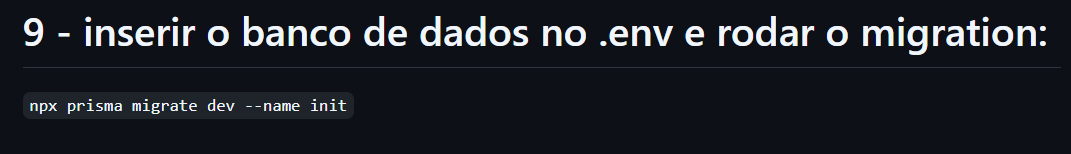 9 - inserir o banco de dados no .env e rodar o migration:
npx prisma migrate dev --name init